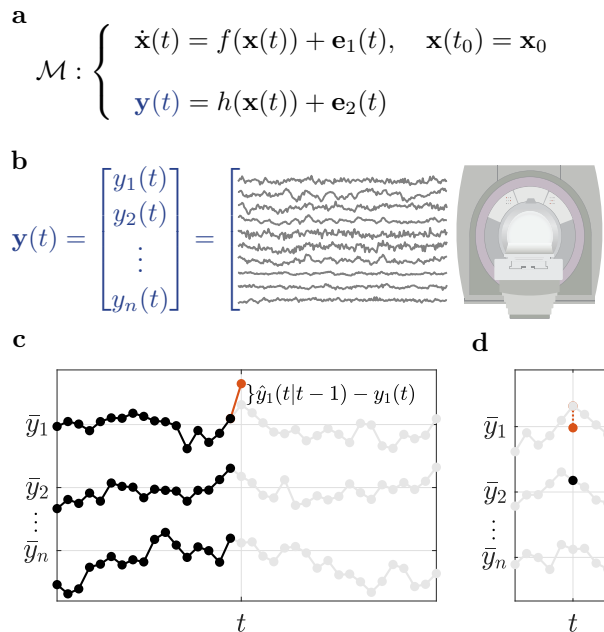 a
M : { ẋ(t) = f(x(t)) + e₁(t), x(t₀) = x₀
y(t) = h(x(t)) + e₂(t)
b
y(t) = [y₁(t) y₂(t) ⋮ yₙ(t)] = [
c
d
}ŷ₁(t|t − 1) − y₁(t)
ȳ₁
ȳ₂
⋮
ȳₙ
t
ȳ₁
ȳ₂
⋮
ȳₙ
t